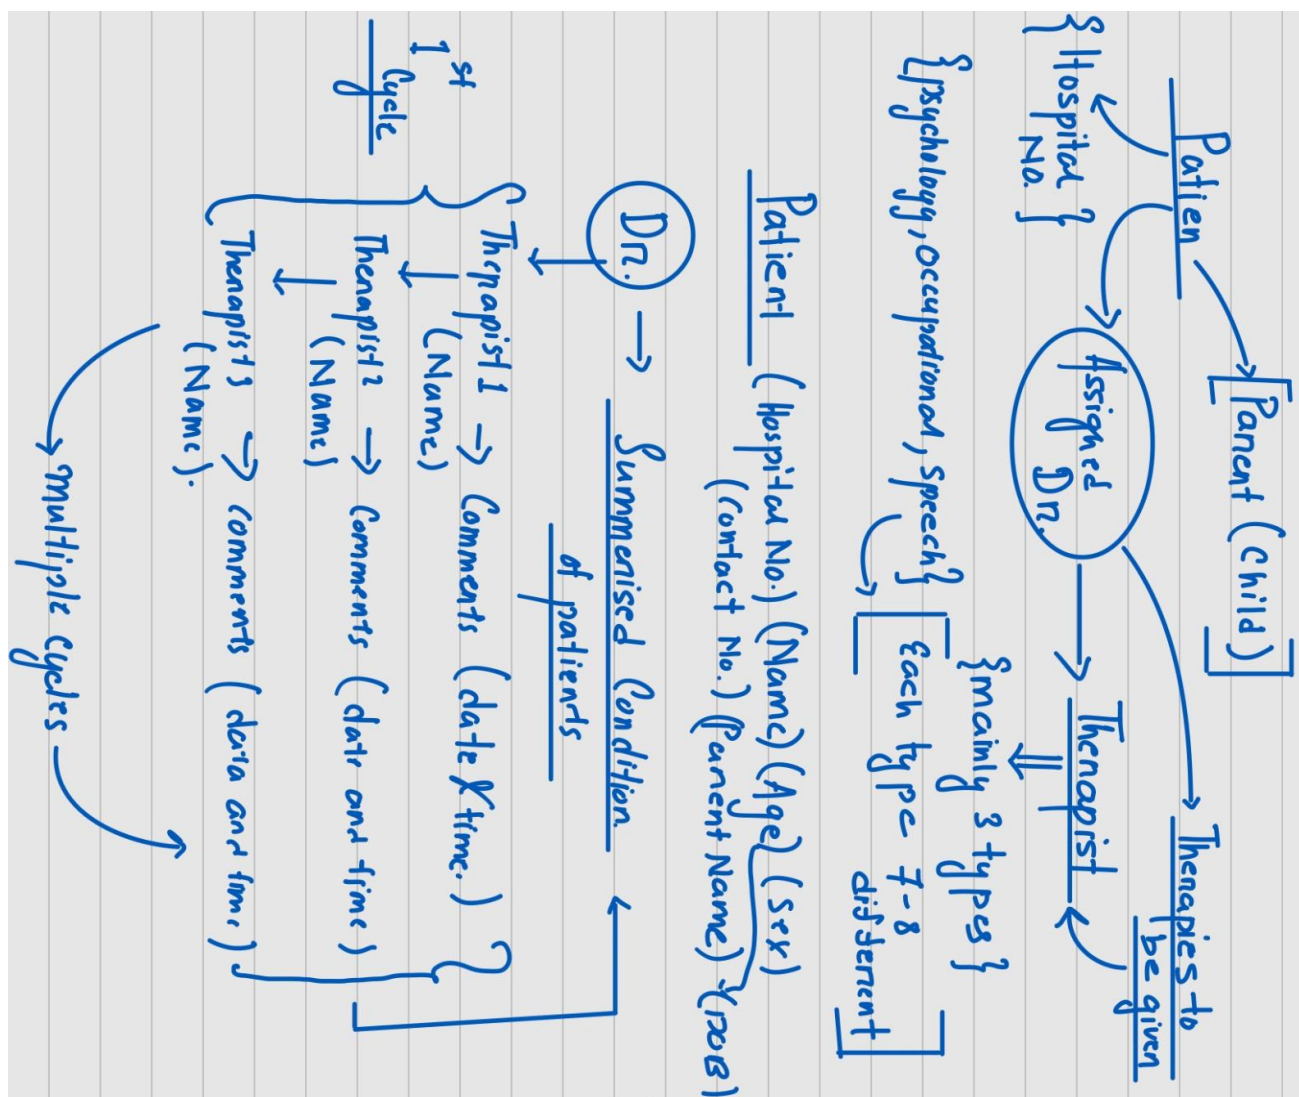 Patien
[Parent (Child)]
{Hospital
No.}
Assigned
Dr.
Therapist
Therapies to
be given
{mainly 3 types}
{psychology, occupational, speech}
[Each type 7-8
different]
Patient (Hospital No.) (Name) (Age) (Sex)
(Contact No.) (Parent Name) (DOB)
Dr. → Summerised Condition.
of patients
1st
Cycle
Therapist 1 → Comments (date & time.)
(Name)
Therapist 2 → Comments (date and time)
(Name)
Therapist 3 → comments (data and time)
(Name).
multiple cycles